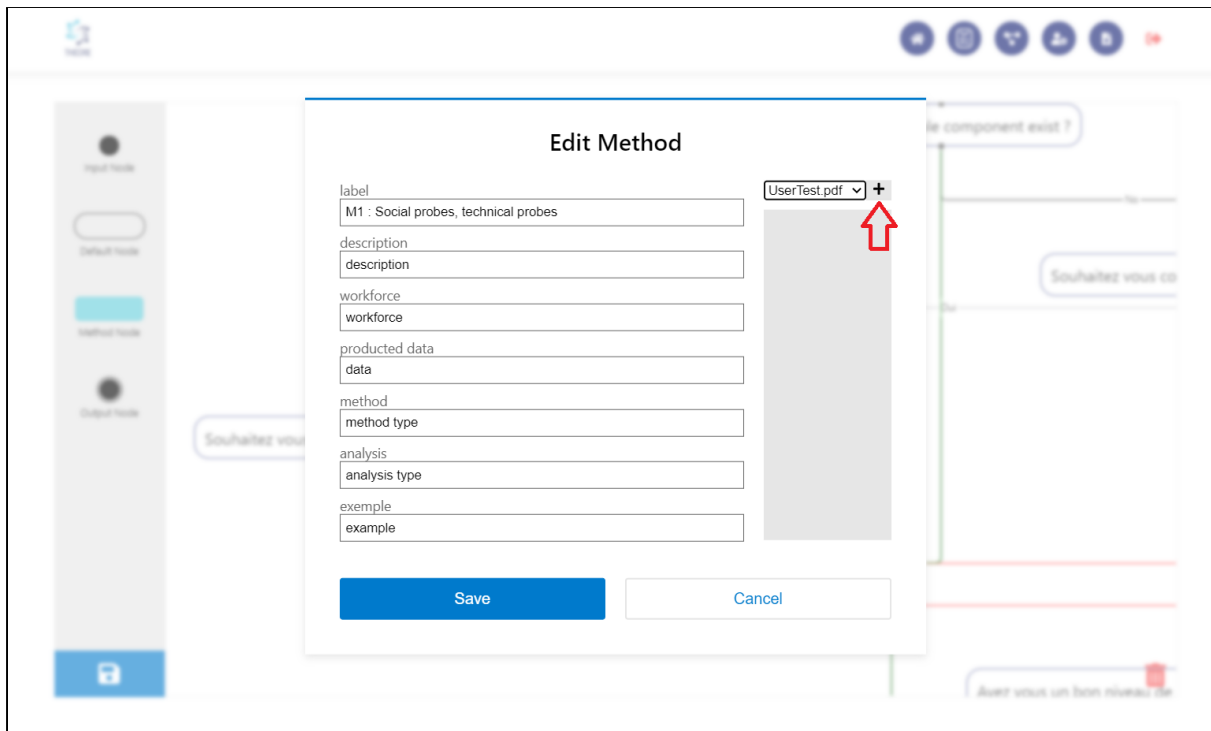 le component exist ?
Edit Method
Input Node
label
UserTest.pdf
+
M1 : Social probes, technical probes
No
description
Default Node
description
Souhaitez vous co
workforce
workforce
Method Node
producted data
data
method
Output Node
method type
Souhaitez vous
analysis
analysis type
exemple
example
Save
Cancel
Avez vous un bon niveau de